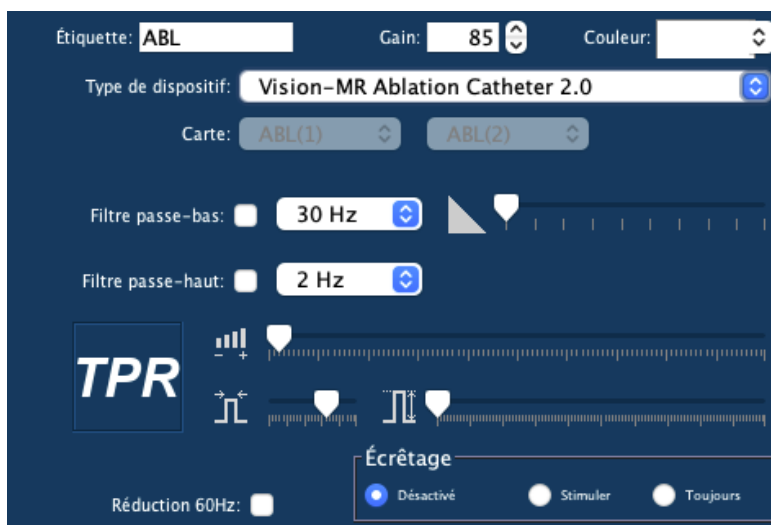 Étiquette: ABL Gain: 85 Couleur:
Type de dispositif: Vision-MR Ablation Catheter 2.0
Carte: ABL(1) ABL(2)
Filtre passe-bas: 30 Hz
Filtre passe-haut: 2 Hz
TPR
- +
Écrêtage
Réduction 60Hz: Désactivé Stimuler Toujours